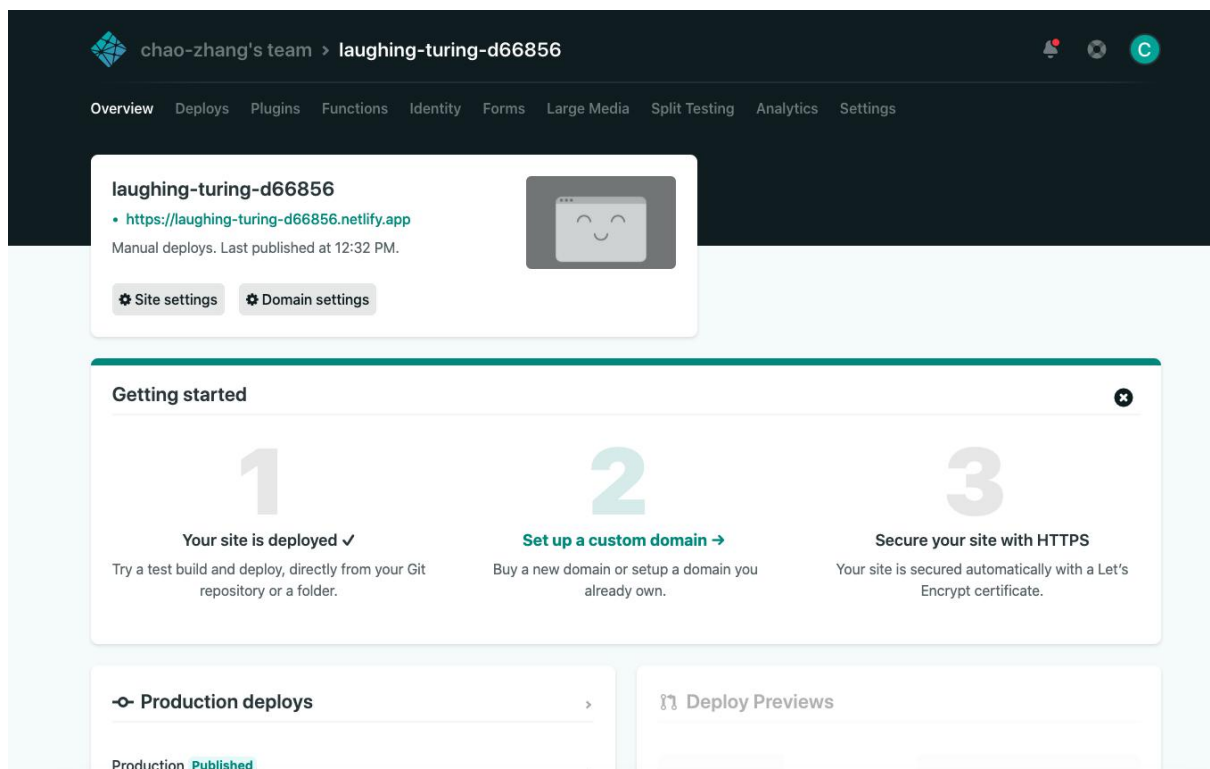 chao-zhang's team > laughing-turing-d66856
C
Overview Deploys Plugins Functions Identity Forms Large Media Split Testing Analytics Settings
laughing-turing-d66856
• https://laughing-turing-d66856.netlify.app
Manual deploys. Last published at 12:32 PM.
Site settings Domain settings
Getting started
1 2 3
Your site is deployed ✓ Set up a custom domain → Secure your site with HTTPS
Try a test build and deploy, directly from your Git Buy a new domain or setup a domain you Your site is secured automatically with a Let's
repository or a folder. already own. Encrypt certificate.
Production deploys > Deploy Previews
Production Published